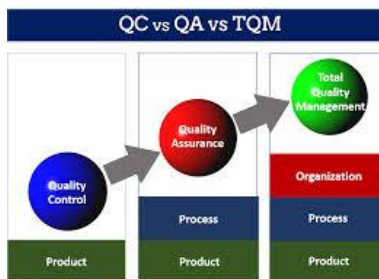 QC vs QA vs TQM
Quality
Control
Product
Quality
Assurance
Process
Product
Total
Quality
Management
Organization
Process
Product